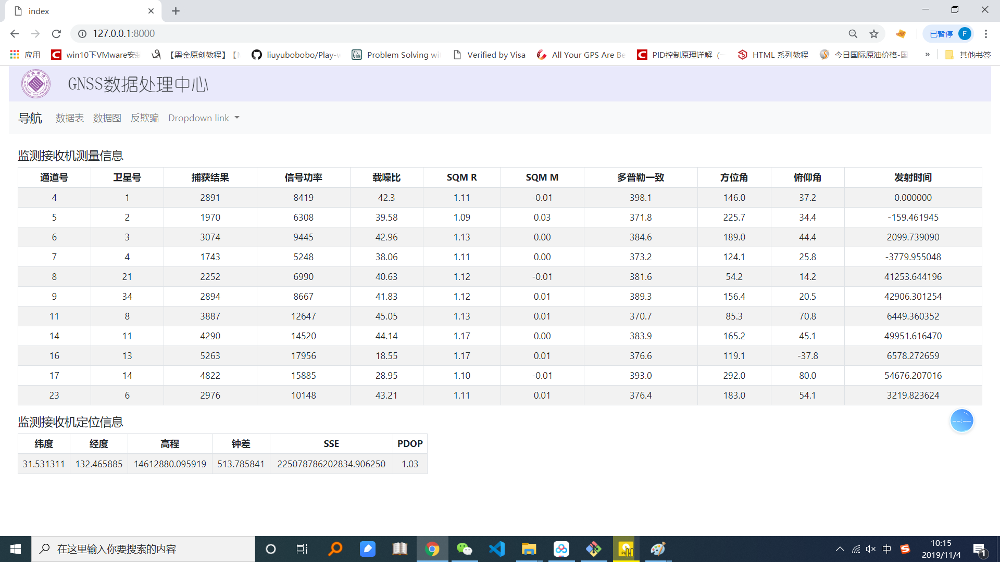 index
127.0.0.1:8000
已暂停 F
应用 win10下VMware安装 【黑金原创教程】【 liuyubobobo/Play-w Problem Solving wi Verified by Visa All Your GPS Are Be PID控制原理详解（一 HTML 系列教程 今日国际原油价格-国 » 其他书签
GNSS数据处理中心
导航 数据表 数据图 反欺骗 Dropdown link
监测接收机测量信息
通道号 卫星号 捕获结果 信号功率 载噪比 SQM R SQM M 多普勒一致 方位角 俯仰角 发射时间
4 1 2891 8419 42.3 1.11 -0.01 398.1 146.0 37.2 0.000000
5 2 1970 6308 39.58 1.09 0.03 371.8 225.7 34.4 -159.461945
6 3 3074 9445 42.96 1.13 0.00 384.6 189.0 44.4 2099.739090
7 4 1743 5248 38.06 1.11 0.00 373.2 124.1 25.8 -3779.955048
8 21 2252 6990 40.63 1.12 -0.01 381.6 54.2 14.2 41253.644196
9 34 2894 8667 41.83 1.12 0.01 389.3 156.4 20.5 42906.301254
11 8 3887 12647 45.05 1.13 0.01 370.7 85.3 70.8 6449.360352
14 11 4290 14520 44.14 1.17 0.00 383.9 165.2 45.1 49951.616470
16 13 5263 17956 18.55 1.17 0.01 376.6 119.1 -37.8 6578.272659
17 14 4822 15885 28.95 1.10 -0.01 393.0 292.0 80.0 54676.207016
23 6 2976 10148 43.21 1.11 0.01 376.4 183.0 54.1 3219.823624
监测接收机定位信息
--:--
纬度 经度 高程 钟差 SSE PDOP
31.531311 132.465885 14612880.095919 513.785841 225078786202834.906250 1.03
在这里输入你要搜索的内容
中
10:15
2019/11/4
1